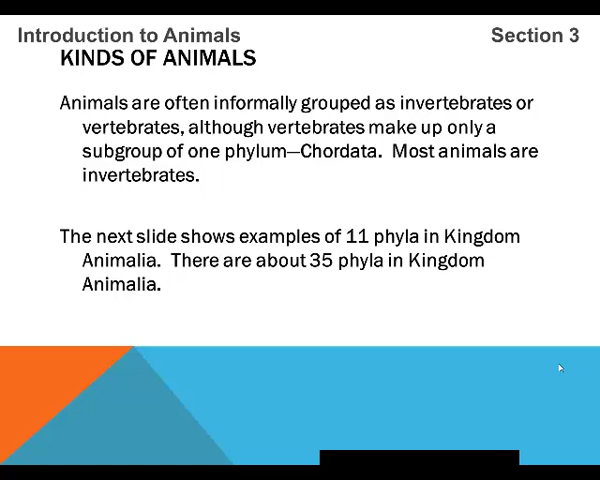 Introduction to Animals
Section 3
KINDS OF ANIMALS
Animals are often informally grouped as invertebrates or
vertebrates, although vertebrates make up only a
subgroup of one phylum—Chordata.  Most animals are
invertebrates.
The next slide shows examples of 11 phyla in Kingdom
Animalia.  There are about 35 phyla in Kingdom
Animalia.